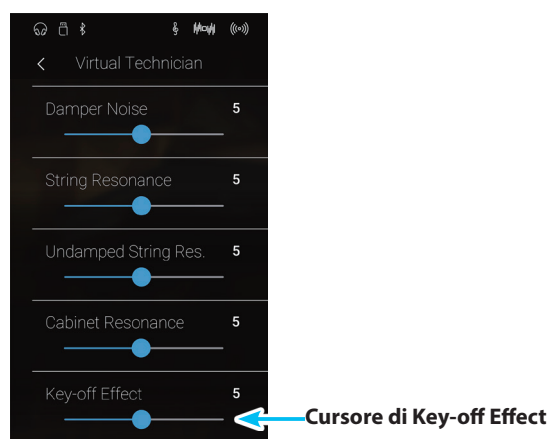 Virtual Technician
Damper Noise 5
String Resonance 5
Undamped String Res. 5
Cabinet Resonance 5
Key-off Effect 5
Cursore di Key-off Effect